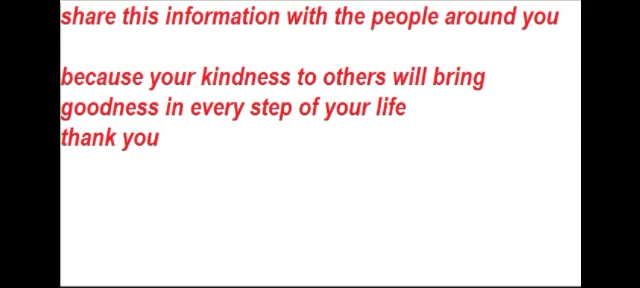 share this information with the people around you
because your kindness to others will bring
goodness in every step of your life
thank you